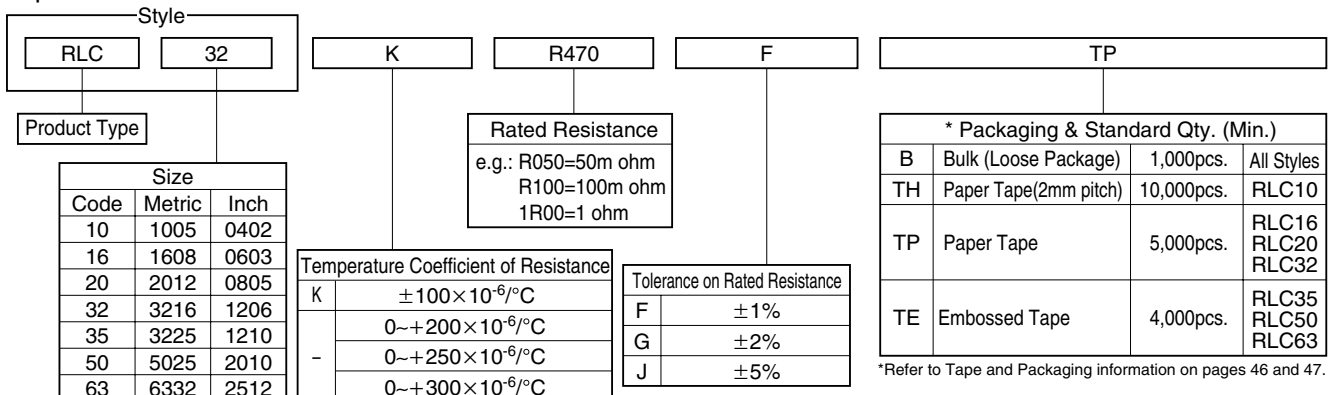 Style
RLC 32 K R470 F TP
Product Type
Size
Code Metric Inch
10 1005 0402
16 1608 0603
20 2012 0805
32 3216 1206
35 3225 1210
50 5025 2010
63 6332 2512
Temperature Coefficient of Resistance
K ±100×10-6/°C
– 0~+200×10-6/°C
0~+250×10-6/°C
0~+300×10-6/°C
Rated Resistance
e.g.: R050=50m ohm
R100=100m ohm
1R00=1 ohm
Tolerance on Rated Resistance
F ±1%
G ±2%
J ±5%
* Packaging & Standard Qty. (Min.)
B Bulk (Loose Package) 1,000pcs. All Styles
TH Paper Tape(2mm pitch) 10,000pcs. RLC10
TP Paper Tape 5,000pcs. RLC16
RLC20
RLC32
TE Embossed Tape 4,000pcs. RLC35
RLC50
RLC63
*Refer to Tape and Packaging information on pages 46 and 47.